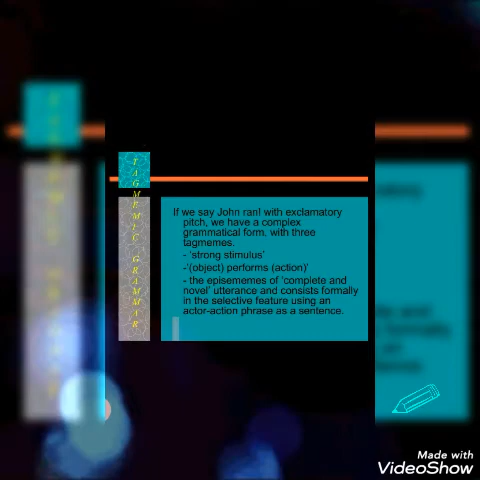 TAGMEMIC GRAMMAR
If we say John ran! with exclamatory
pitch, we have a complex
grammatical form, with three
tagmemes.
- 'strong stimulus'
-'(object) performs (action)'
- the episememes of 'complete and
novel' utterance and consists formally
in the selective feature using an
actor-action phrase as a sentence.
Made with
VideoShow